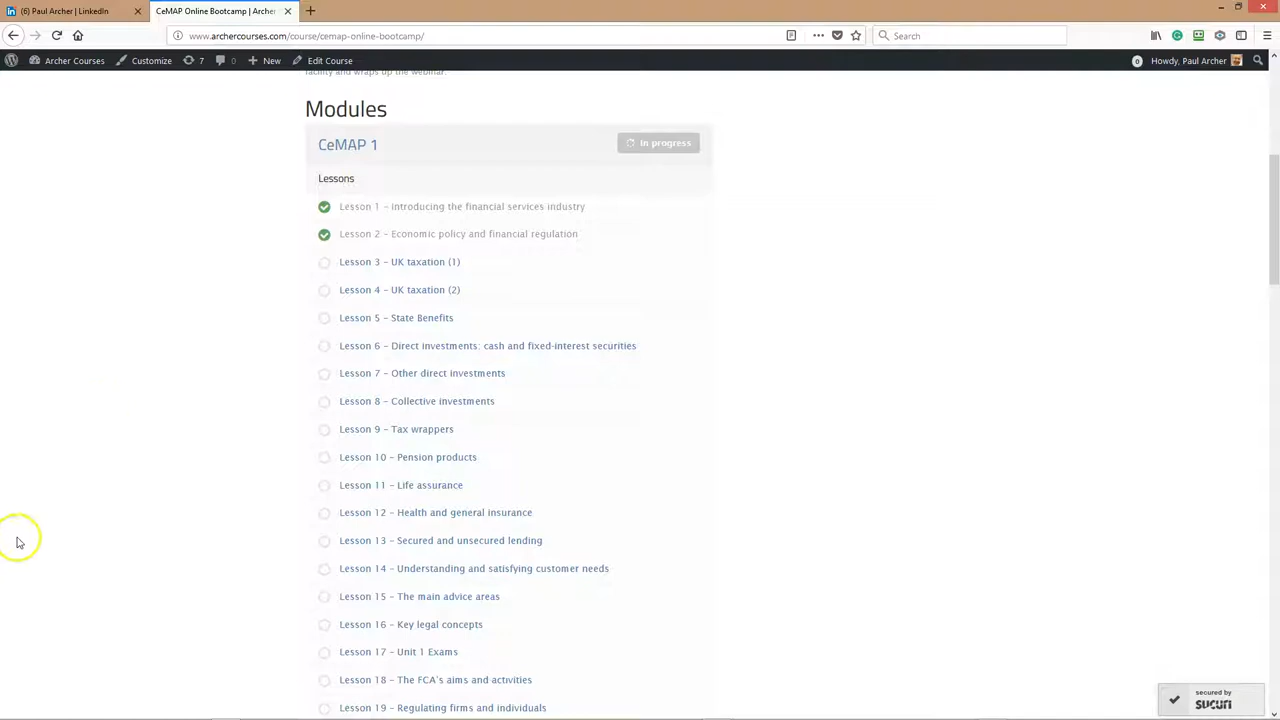 (6) Paul Archer | LinkedIn
CeMAP Online Bootcamp | Archer
www.archercourses.com/course/cemap-online-bootcamp/
Search
Archer Courses
Customize
7
0
New
Edit Course
0
Howdy, Paul Archer
facility and wraps up the webinar.
Modules
CeMAP 1
In progress
Lessons
Lesson 1 – Introducing the financial services industry
Lesson 2 – Economic policy and financial regulation
Lesson 3 – UK taxation (1)
Lesson 4 – UK taxation (2)
Lesson 5 – State Benefits
Lesson 6 – Direct investments: cash and fixed-interest securities
Lesson 7 – Other direct investments
Lesson 8 – Collective investments
Lesson 9 – Tax wrappers
Lesson 10 – Pension products
Lesson 11 – Life assurance
Lesson 12 – Health and general insurance
Lesson 13 – Secured and unsecured lending
Lesson 14 – Understanding and satisfying customer needs
Lesson 15 – The main advice areas
Lesson 16 – Key legal concepts
Lesson 17 – Unit 1 Exams
Lesson 18 – The FCA's aims and activities
Lesson 19 – Regulating firms and individuals
secured by
sucuri